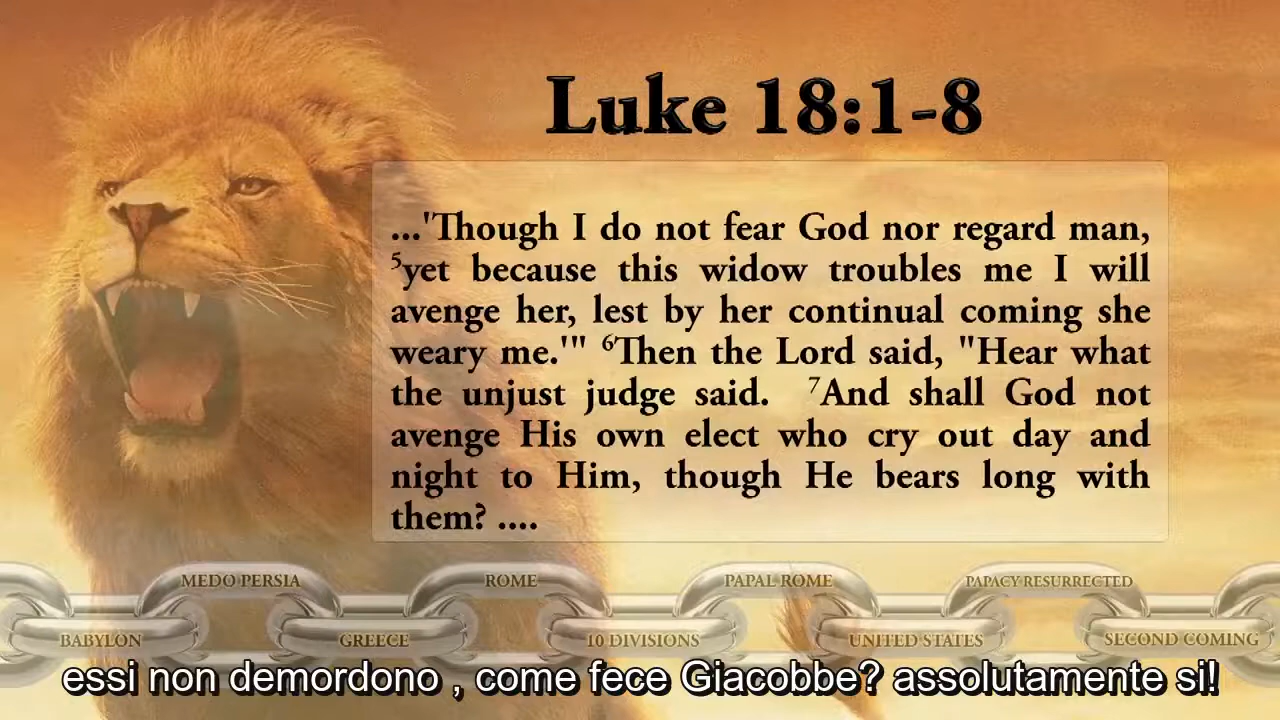 Luke 18:1-8
...'Though I do not fear God nor regard man,
5yet because this widow troubles me I will
avenge her, lest by her continual coming she
weary me.'" 6Then the Lord said, "Hear what
the unjust judge said. 7And shall God not
avenge His own elect who cry out day and
night to Him, though He bears long with
them? ....
MEDO PERSIA ROME PAPAL ROME PAPACY RESURRECTED
BABYLON GREECE 10 DIVISIONS UNITED STATES SECOND COMING
essi non demordono , come fece Giacobbe? assolutamente si!